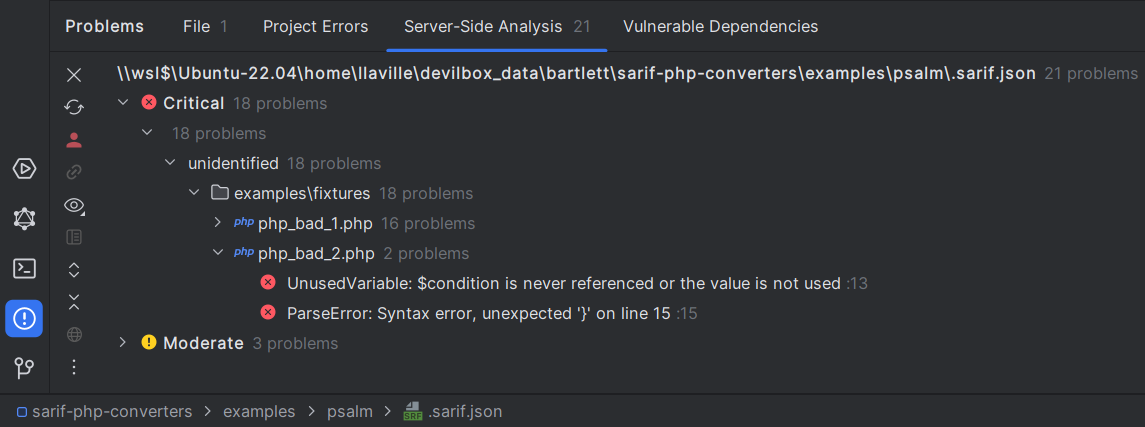 Problems File 1 Project Errors Server-Side Analysis 21 Vulnerable Dependencies
\\wsl$\Ubuntu-22.04\home\llaville\devilbox_data\bartlett\sarif-php-converters\examples\psalm\.sarif.json 21 problems
Critical 18 problems
18 problems
unidentified 18 problems
examples\fixtures 18 problems
php php_bad_1.php 16 problems
php php_bad_2.php 2 problems
UnusedVariable: $condition is never referenced or the value is not used :13
ParseError: Syntax error, unexpected '}' on line 15 :15
Moderate 3 problems
sarif-php-converters > examples > psalm > SRF .sarif.json